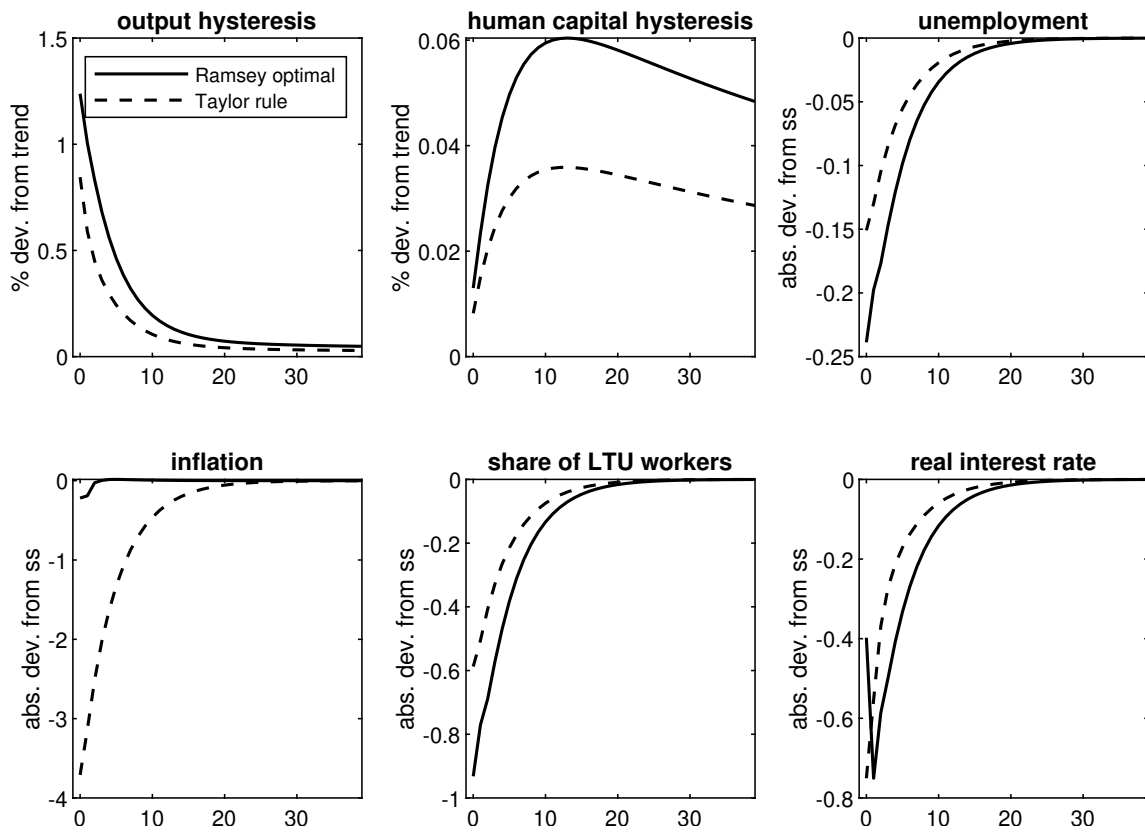 output hysteresis
% dev. from trend
1.5
1
0.5
0
Ramsey optimal
Taylor rule
0 10 20 30
human capital hysteresis
% dev. from trend
0.06
0.04
0.02
0
0 10 20 30
unemployment
abs. dev. from ss
0
-0.05
-0.1
-0.15
-0.2
-0.25
0 10 20 30
inflation
abs. dev. from ss
0
-1
-2
-3
-4
0 10 20 30
share of LTU workers
abs. dev. from ss
0
-0.2
-0.4
-0.6
-0.8
-1
0 10 20 30
real interest rate
abs. dev. from ss
0
-0.2
-0.4
-0.6
-0.8
0 10 20 30